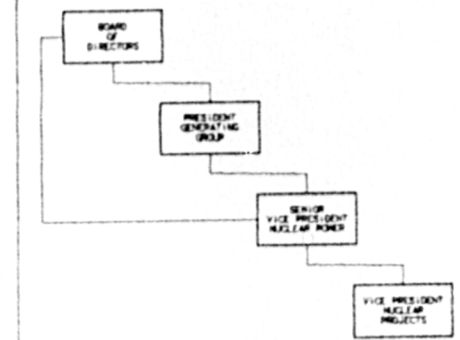 BOARD
OF
DIRECTORS
PRESIDENT
GENERATING
GROUP
SENIOR
VICE PRESIDENT
NUCLEAR POWER
VICE PRESIDENT
NUCLEAR
PROJECTS